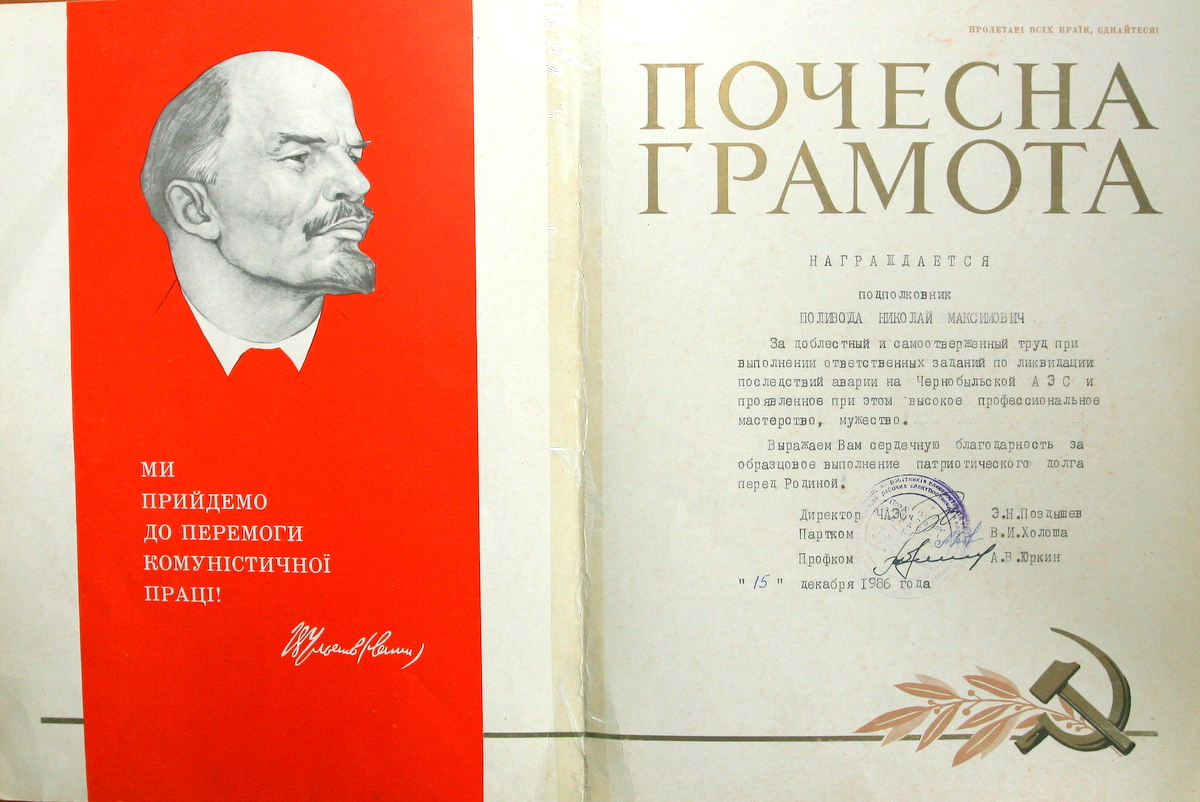 МИ
ПРИЙДЕМО
ДО ПЕРЕМОГИ
КОМУНІСТИЧНОЇ
ПРАЦІ!
ПРОЛЕТАРІ ВСІХ КРАЇН, ЄДНАЙТЕСЯ!
ПОЧЕСНА
ГРАМОТА
НАГРАЖДАЕТСЯ
подполковник
ПОЛИВОДА НИКОЛАЙ МАКСИМОВИЧ
За доблестный и самоотверженный труд при
выполнении ответственных заданий по ликвидации
последствий аварии на Чернобыльской А Э С и
проявленное при этом высокое профессиональное
мастерство, мужество.
Выражаем Вам сердечную благодарность за
образцовое выполнение патриотического долга
перед Родиной.
Директор ЧАЭС Э.Н.Поздышев
Партком В.И.Холоша
Профком А.В.Юркин
" 15 " декабря 1986 года